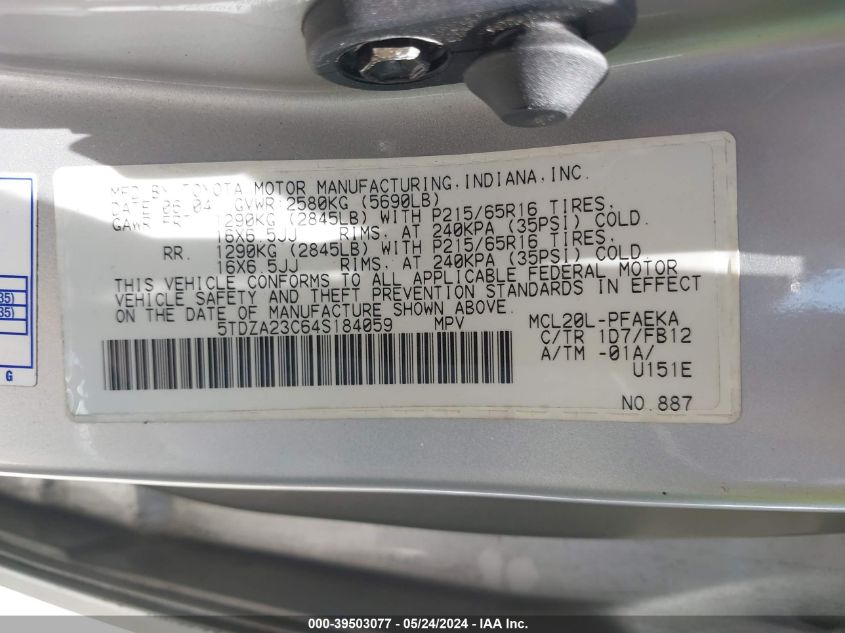 MFD BY TOYOTA MOTOR MANUFACTURING, INDIANA, INC.
DATE 06 04 GVWR 2580KG (5690LB)
GAWR FRT 1290KG (2845LB) WITH P215/65R16 TIRES,
16X6.5JJ RIMS, AT 240KPA (35PSI) COLD.
RR. 1290KG (2845LB) WITH P215/65R16 TIRES,
16X6.5JJ RIMS, AT 240KPA (35PSI) COLD
THIS VEHICLE CONFORMS TO ALL APPLICABLE FEDERAL MOTOR
VEHICLE SAFETY AND THEFT PREVENTION STANDARDS IN EFFECT
ON THE DATE OF MANUFACTURE SHOWN ABOVE.
5TDZA23C64S184059 MPV MCL20L-PFAEKA
C/TR 1D7/FB12
A/TM -01A/
U151E
NO.887
35)
35)
G
000-39503077 - 05/24/2024 - IAA Inc.